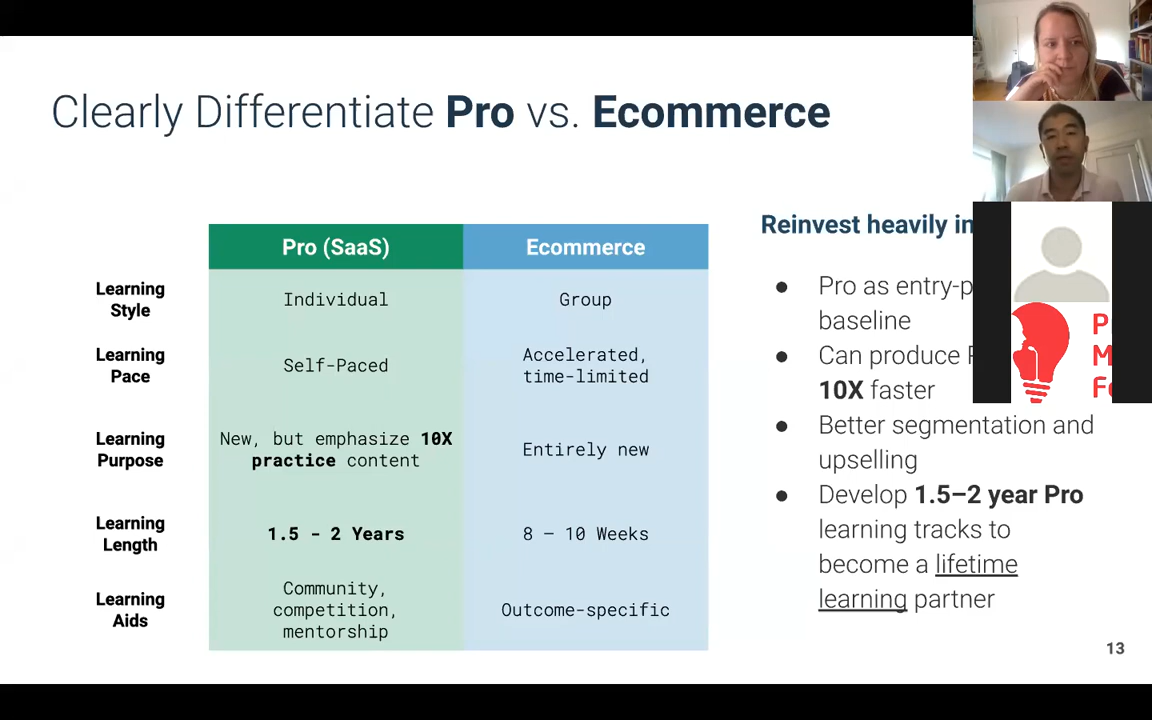 Clearly Differentiate Pro vs. Ecommerce
Pro (SaaS)
Ecommerce
Learning
Style
Individual
Group
Learning
Pace
Self-Paced
Accelerated,
time-limited
Learning
Purpose
New, but emphasize 10X
practice content
Entirely new
Learning
Length
1.5 - 2 Years
8 – 10 Weeks
Learning
Aids
Community,
competition,
mentorship
Outcome-specific
Reinvest heavily in
● Pro as entry-p
baseline
● Can produce
10X faster
● Better segmentation and
upselling
● Develop 1.5–2 year Pro
learning tracks to
become a lifetime
learning partner
13
P
M